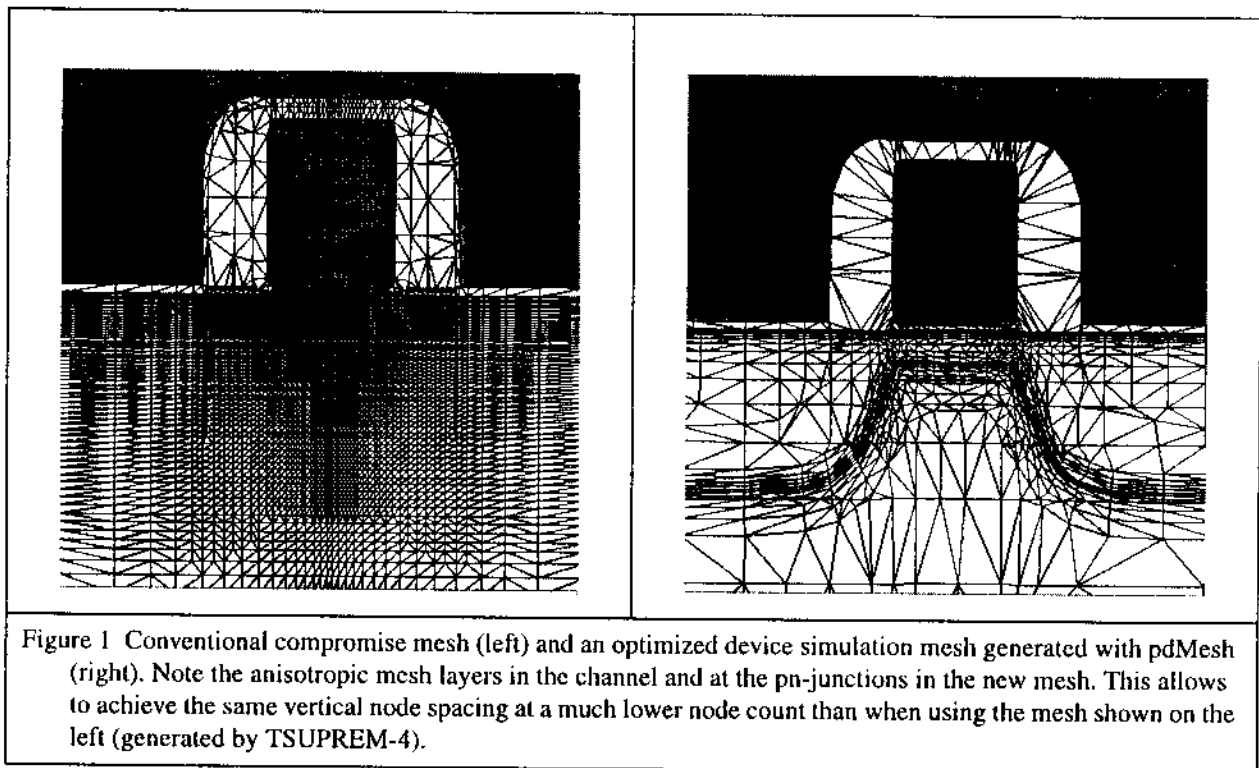 Figure 1 Conventional compromise mesh (left) and an optimized device simulation mesh generated with pdMesh
(right). Note the anisotropic mesh layers in the channel and at the pn-junctions in the new mesh. This allows
to achieve the same vertical node spacing at a much lower node count than when using the mesh shown on the
left (generated by TSUPREM-4).